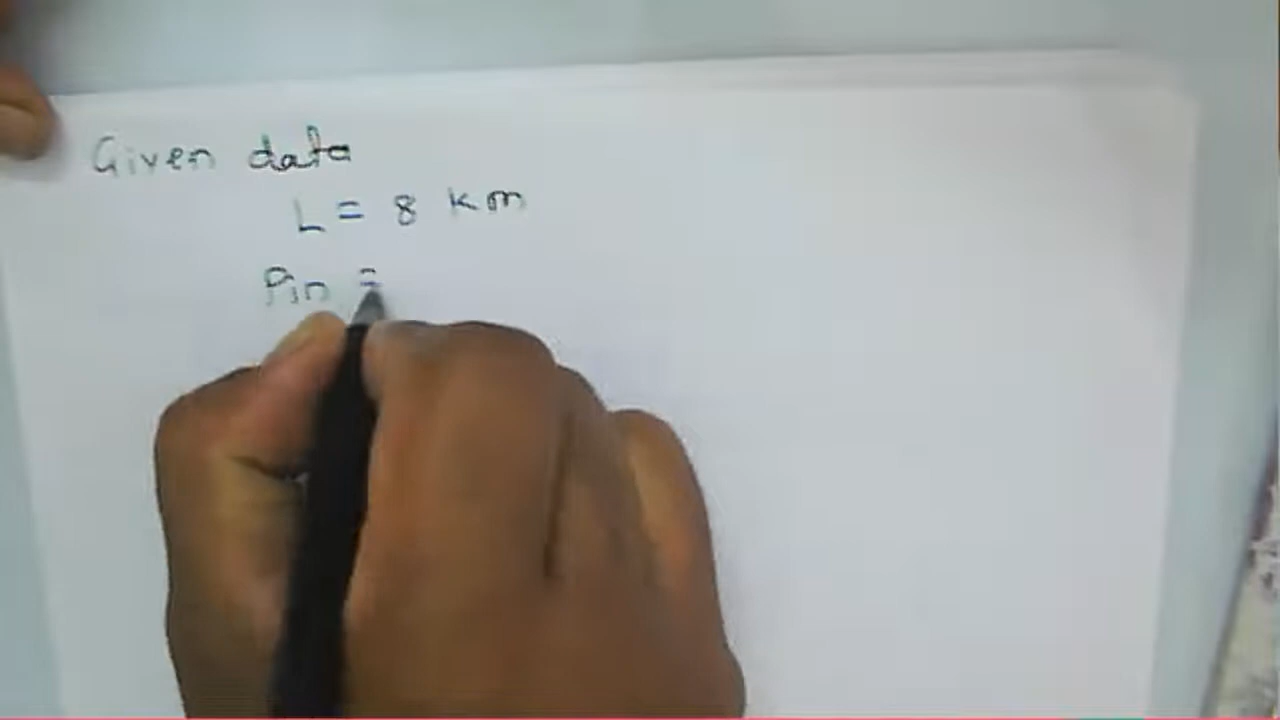 Given data
L = 8 km
Pin =